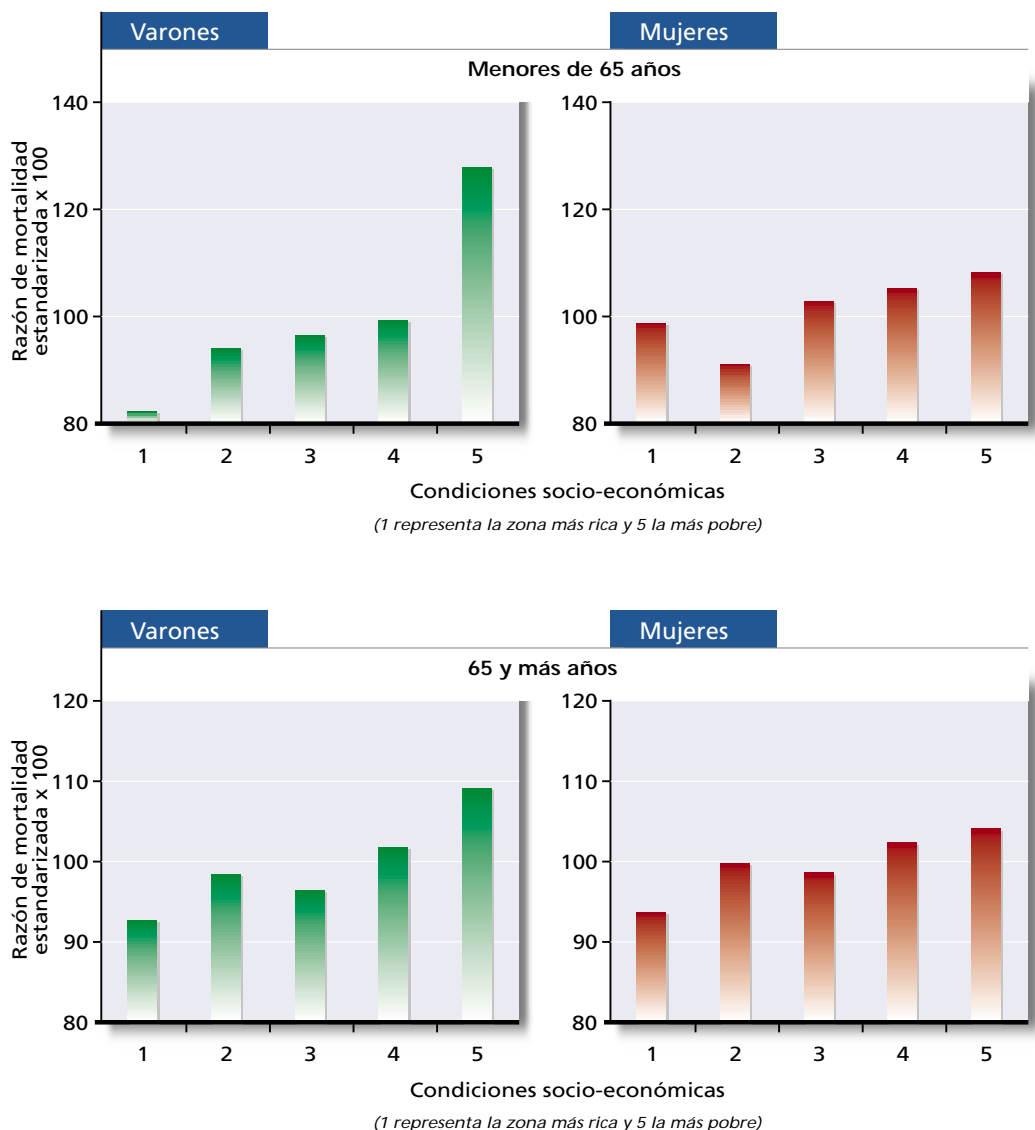 Varones
Mujeres
Menores de 65 años
Razón de mortalidad
estandarizada x 100
140
120
100
80
1 2 3 4 5
140
120
100
80
1 2 3 4 5
Condiciones socio-económicas
(1 representa la zona más rica y 5 la más pobre)
Varones
Mujeres
65 y más años
Razón de mortalidad
estandarizada x 100
120
110
100
90
80
1 2 3 4 5
120
110
100
90
80
1 2 3 4 5
Condiciones socio-económicas
(1 representa la zona más rica y 5 la más pobre)